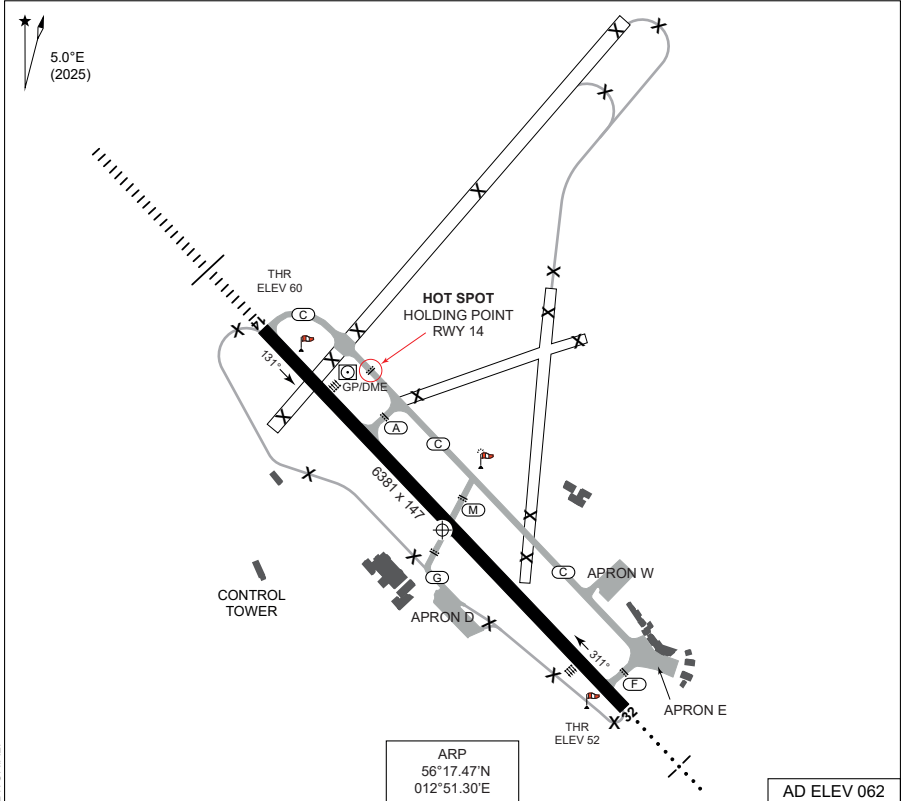 5.0°E
(2025)
X
X
X
X
THR
ELEV 60
C
X
HOT SPOT
HOLDING POINT
RWY 14
X
14
X
X
X
X
131°
GP/DME
X
X
A
C
6381 x 147
X
M
X
X
X
G
C
APRON W
CONTROL
TOWER
APRON D
X
311°
X
F
X
32
APRON E
THR
ELEV 52
ARP
56°17.47'N
012°51.30'E
AD ELEV 062